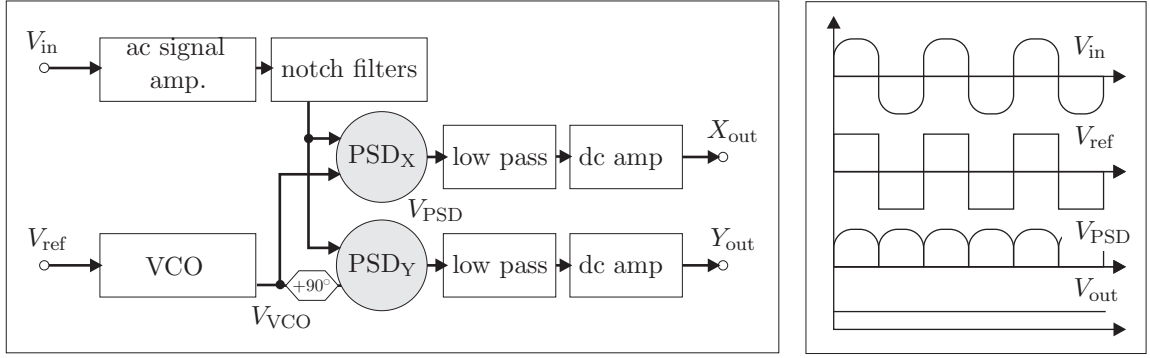 V_in
ac signal
amp.
notch filters
PSD_X
low pass
dc amp
X_out
V_PSD
V_ref
VCO
+90°
V_VCO
PSD_Y
low pass
dc amp
Y_out
V_in
V_ref
V_PSD
V_out